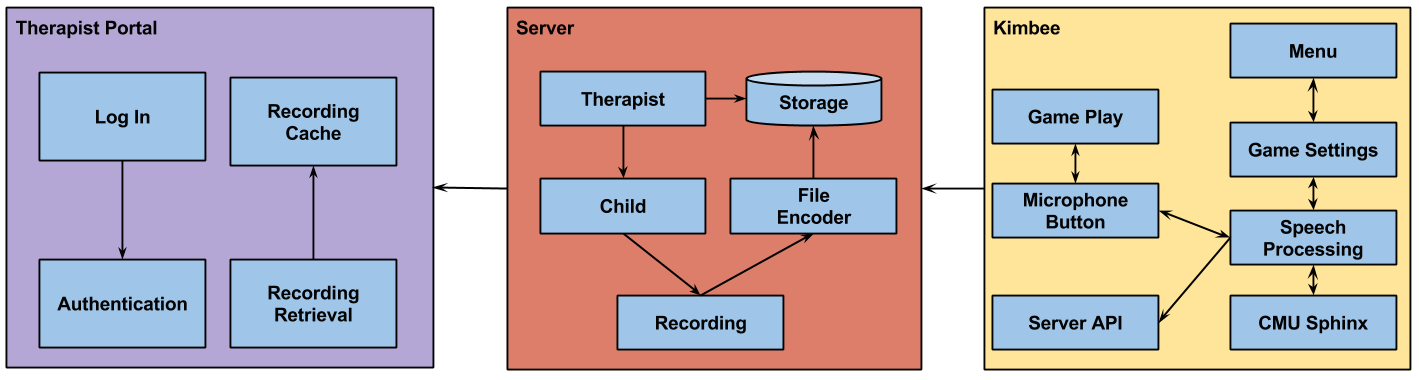 Therapist Portal
Log In
Recording
Cache
Authentication
Recording
Retrieval
Server
Therapist
Storage
Child
File
Encoder
Recording
Kimbee
Menu
Game Play
Game Settings
Microphone
Button
Speech
Processing
Server API
CMU Sphinx